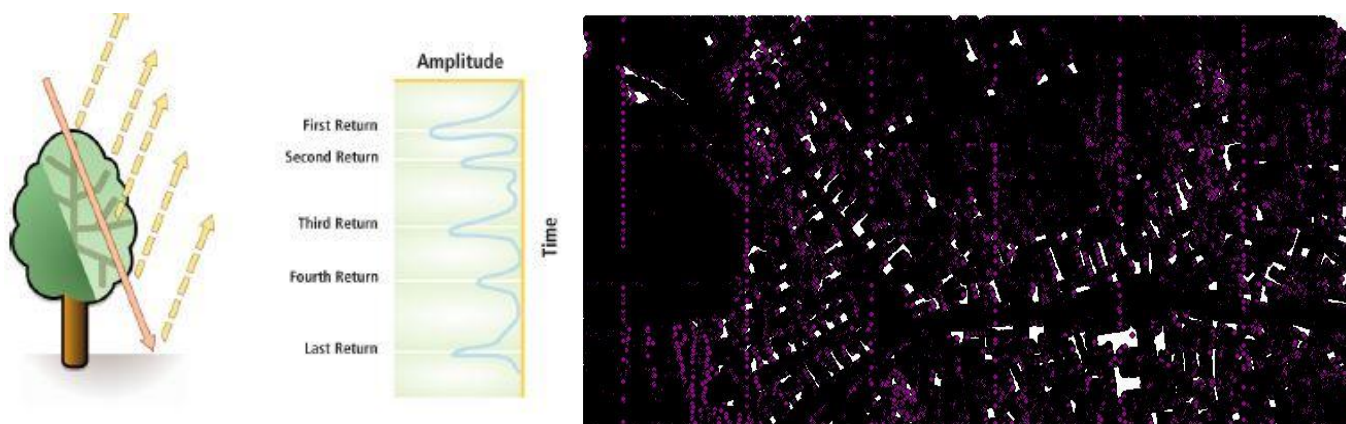 Amplitude
First Return
Second Return
Third Return
Fourth Return
Last Return
Time